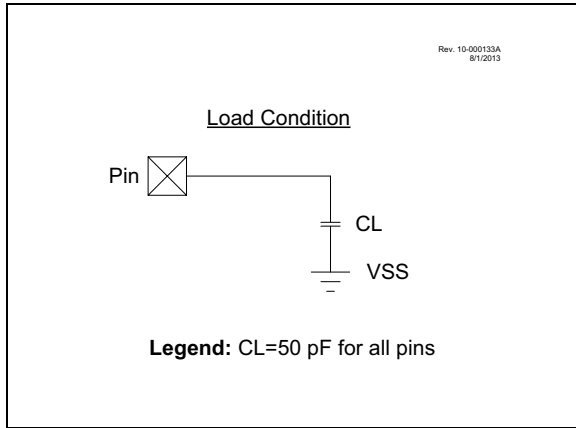 Rev. 10-000133A
8/1/2013
Load Condition
Pin
CL
VSS
Legend: CL=50 pF for all pins